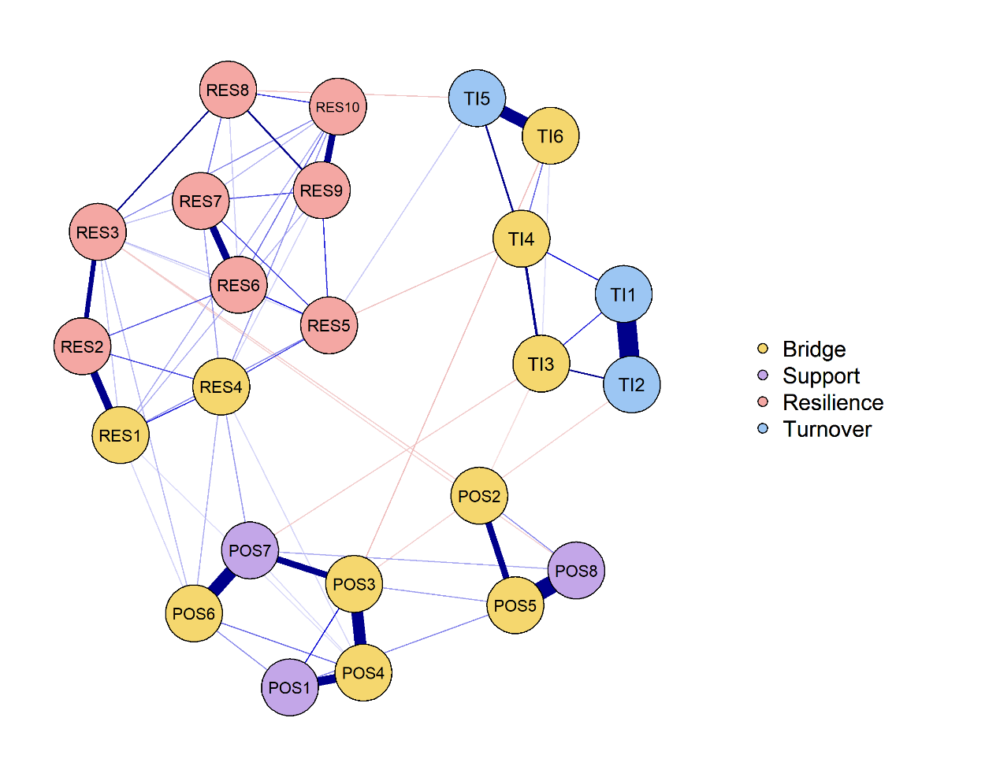 RES8
RES10
TI5
TI6
RES9
RES7
RES3
TI4
RES6
TI1
RES5
RES2
TI3
TI2
RES4
RES1
Bridge
Support
Resilience
Turnover
POS2
POS7
POS8
POS3
POS5
POS6
POS4
POS1